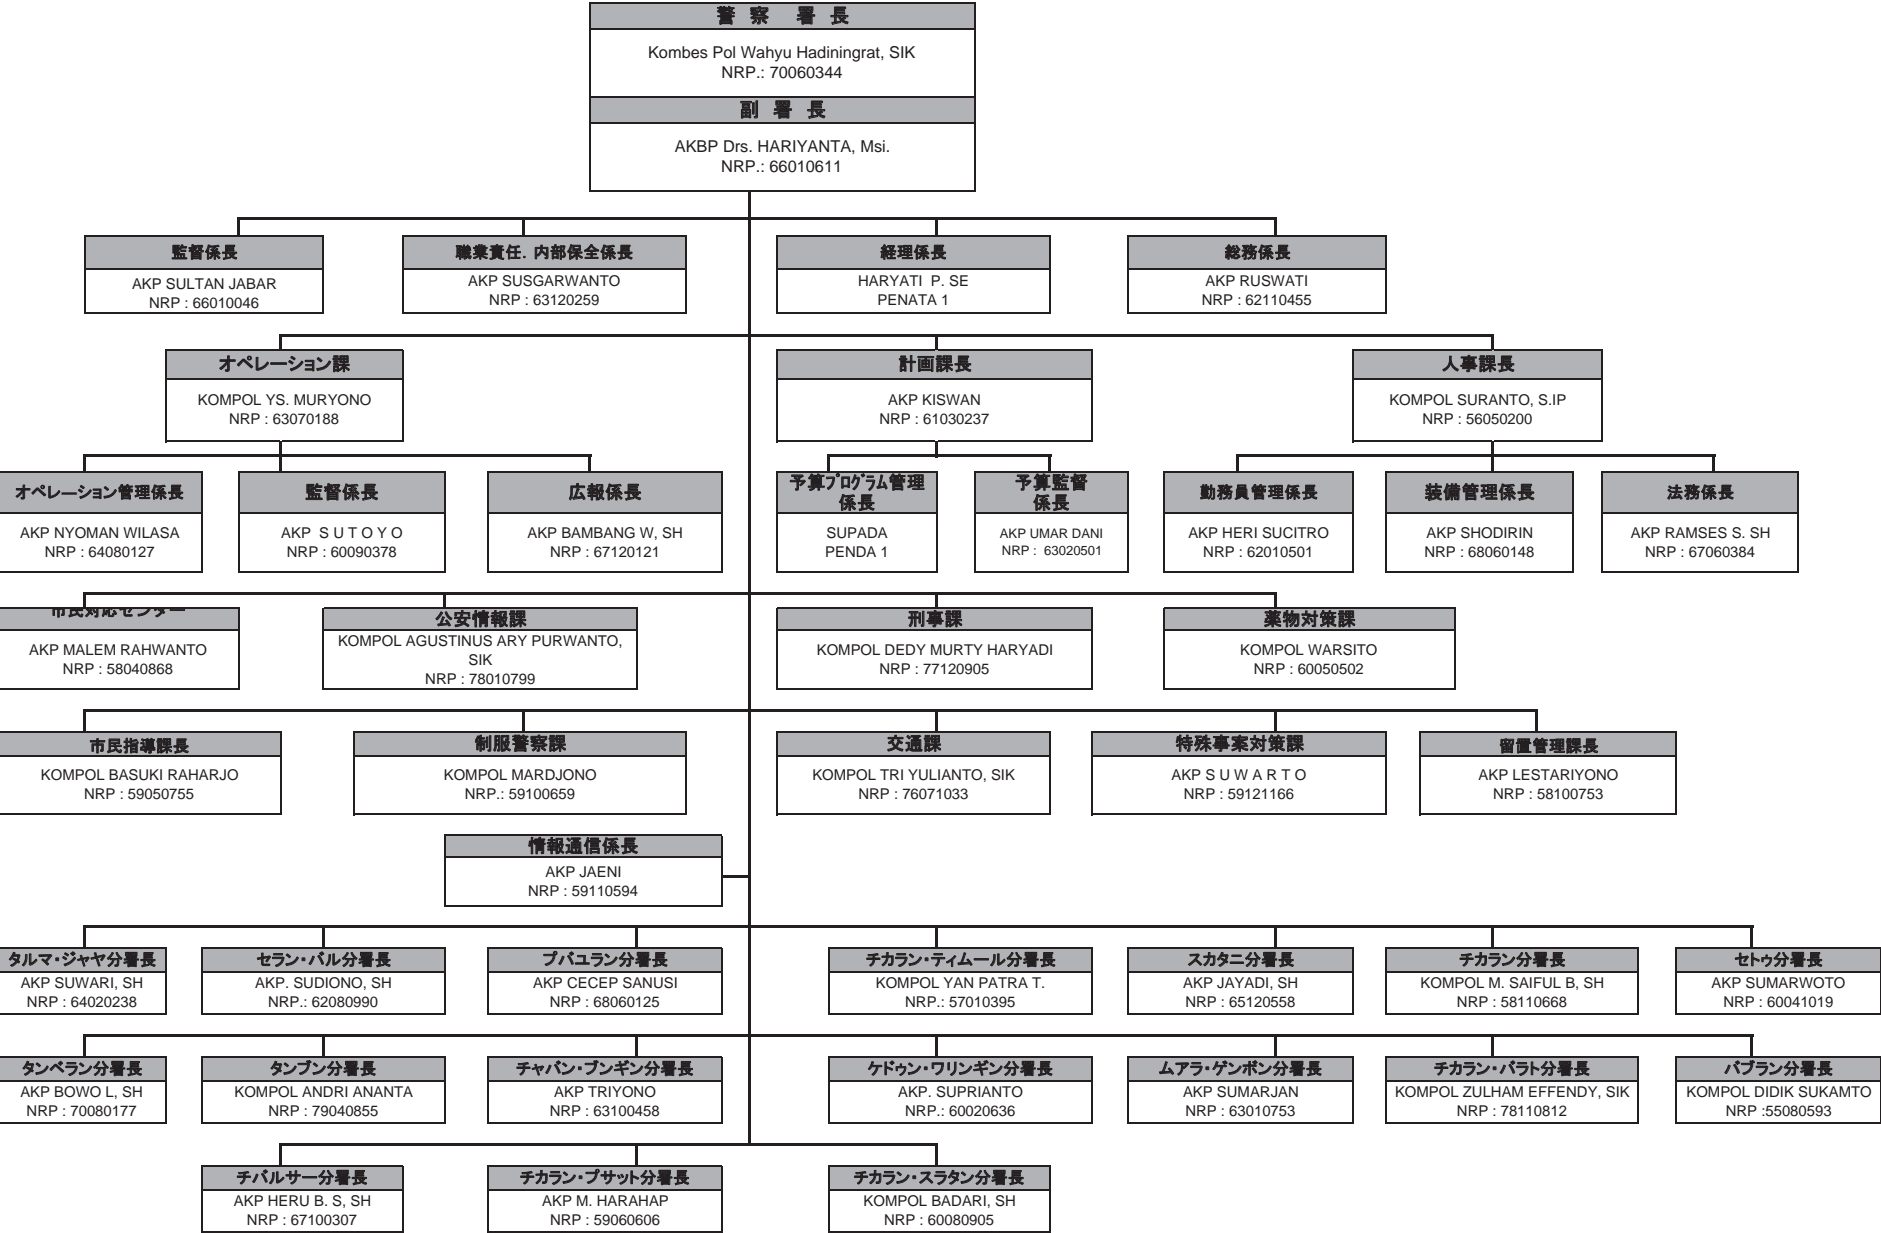 警 察 署 長
Kombes Pol Wahyu Hadiningrat, SIK
NRP.: 70060344
副 署 長
AKBP Drs. HARIYANTA, Msi.
NRP.: 66010611
監督係長
AKP SULTAN JABAR
NRP : 66010046
職業責任. 内部保全係長
AKP SUSGARWANTO
NRP : 63120259
経理係長
HARYATI P. SE
PENATA 1
総務係長
AKP RUSWATI
NRP : 62110455
オペレーション課
KOMPOL YS. MURYONO
NRP : 63070188
計画課長
AKP KISWAN
NRP : 61030237
人事課長
KOMPOL SURANTO, S.IP
NRP : 56050200
オペレーション管理係長
AKP NYOMAN WILASA
NRP : 64080127
監督係長
AKP S U T O Y O
NRP : 60090378
広報係長
AKP BAMBANG W, SH
NRP : 67120121
予算プログラム管理
係長
SUPADA
PENDA 1
予算監督
係長
AKP UMAR DANI
NRP : 63020501
勤務員管理係長
AKP HERI SUCITRO
NRP : 62010501
装備管理係長
AKP SHODIRIN
NRP : 68060148
法務係長
AKP RAMSES S. SH
NRP : 67060384
市民対応センター
AKP MALEM RAHWANTO
NRP : 58040868
公安情報課
KOMPOL AGUSTINUS ARY PURWANTO,
SIK
NRP : 78010799
刑事課
KOMPOL DEDY MURTY HARYADI
NRP : 77120905
薬物対策課
KOMPOL WARSITO
NRP : 60050502
市民指導課長
KOMPOL BASUKI RAHARJO
NRP : 59050755
制服警察課
KOMPOL MARDJONO
NRP.: 59100659
交通課
KOMPOL TRI YULIANTO, SIK
NRP : 76071033
特殊事案対策課
AKP S U W A R T O
NRP : 59121166
留置管理課長
AKP LESTARIYONO
NRP : 58100753
情報通信係長
AKP JAENI
NRP : 59110594
タルマ・ジャヤ分署長
AKP SUWARI, SH
NRP : 64020238
セラン・バル分署長
AKP. SUDIONO, SH
NRP.: 62080990
プバユラン分署長
AKP CECEP SANUSI
NRP : 68060125
チカラン・ティムール分署長
KOMPOL YAN PATRA T.
NRP.: 57010395
スカタニ分署長
AKP JAYADI, SH
NRP : 65120558
チカラン分署長
KOMPOL M. SAIFUL B, SH
NRP : 58110668
セトゥ分署長
AKP SUMARWOTO
NRP : 60041019
タンベラン分署長
AKP BOWO L, SH
NRP : 70080177
タンブン分署長
KOMPOL ANDRI ANANTA
NRP : 79040855
チャバン・ブンギン分署長
AKP TRIYONO
NRP : 63100458
ケドゥン・ワリンギン分署長
AKP. SUPRIANTO
NRP.: 60020636
ムアラ・ゲンボン分署長
AKP SUMARJAN
NRP : 63010753
チカラン・バラト分署長
KOMPOL ZULHAM EFFENDY, SIK
NRP : 78110812
バブラン分署長
KOMPOL DIDIK SUKAMTO
NRP :55080593
チバルサー分署長
AKP HERU B. S, SH
NRP : 67100307
チカラン・プサット分署長
AKP M. HARAHAP
NRP : 59060606
チカラン・スラタン分署長
KOMPOL BADARI, SH
NRP : 60080905